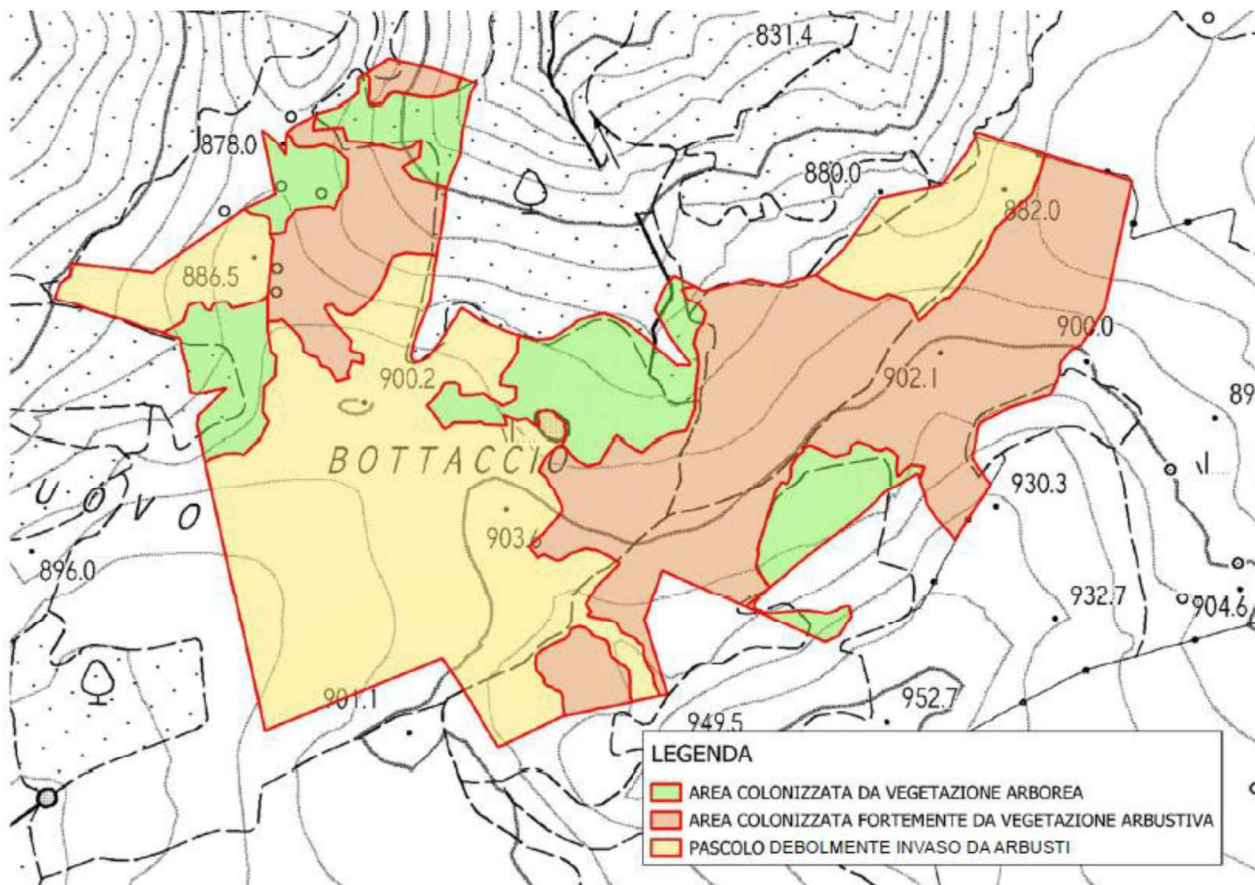 831.4
878.0
880.0
882.0
886.5
900.0
900.2
902.1
89
BOTTACCIO
UOVO
930.3
903.6
896.0
932.7
904.6
901.1
952.7
949.5
LEGENDA
AREA COLONIZZATA DA VEGETAZIONE ARBOREA
AREA COLONIZZATA FORTEMENTE DA VEGETAZIONE ARBUSTIVA
PASCOLO DEBOLMENTE INVASO DA ARBUSTI